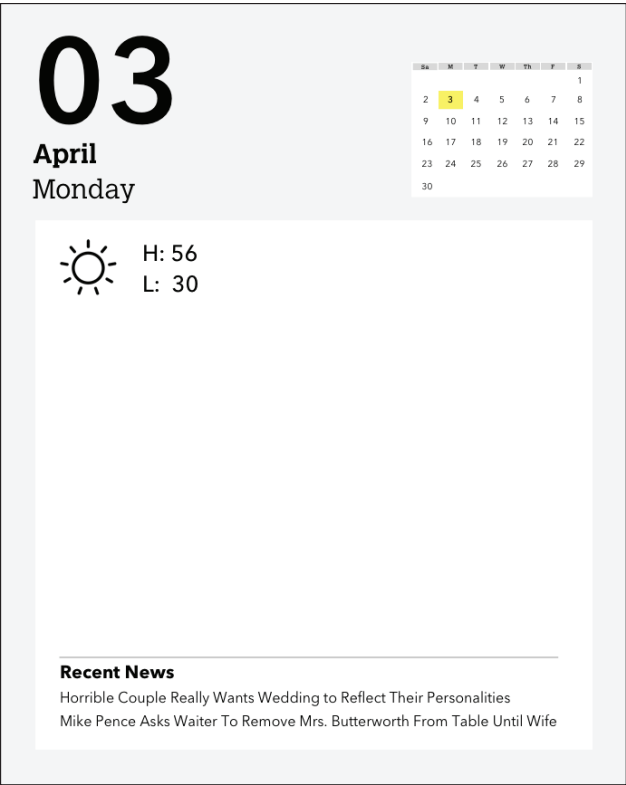 03
April
Monday
Sa M T W Th F S
1
2 3 4 5 6 7 8
9 10 11 12 13 14 15
16 17 18 19 20 21 22
23 24 25 26 27 28 29
30
H: 56
L: 30
Recent News
Horrible Couple Really Wants Wedding to Reflect Their Personalities
Mike Pence Asks Waiter To Remove Mrs. Butterworth From Table Until Wife